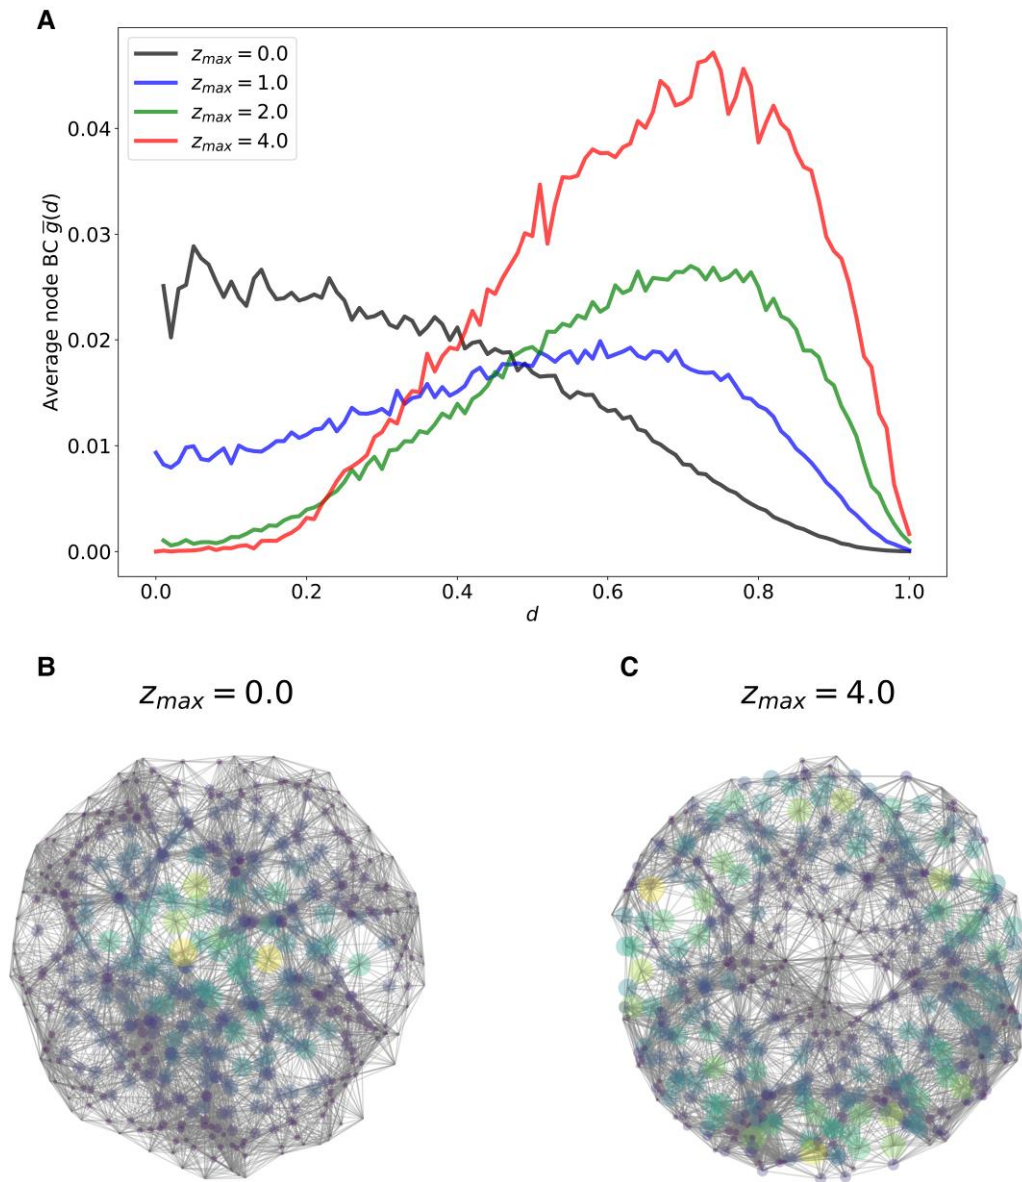 A
z_max = 0.0
z_max = 1.0
z_max = 2.0
z_max = 4.0
Average node BC g̅(d)
0.04
0.03
0.02
0.01
0.00
0.0 0.2 0.4 0.6 0.8 1.0
d
B C
z_max = 0.0 z_max = 4.0